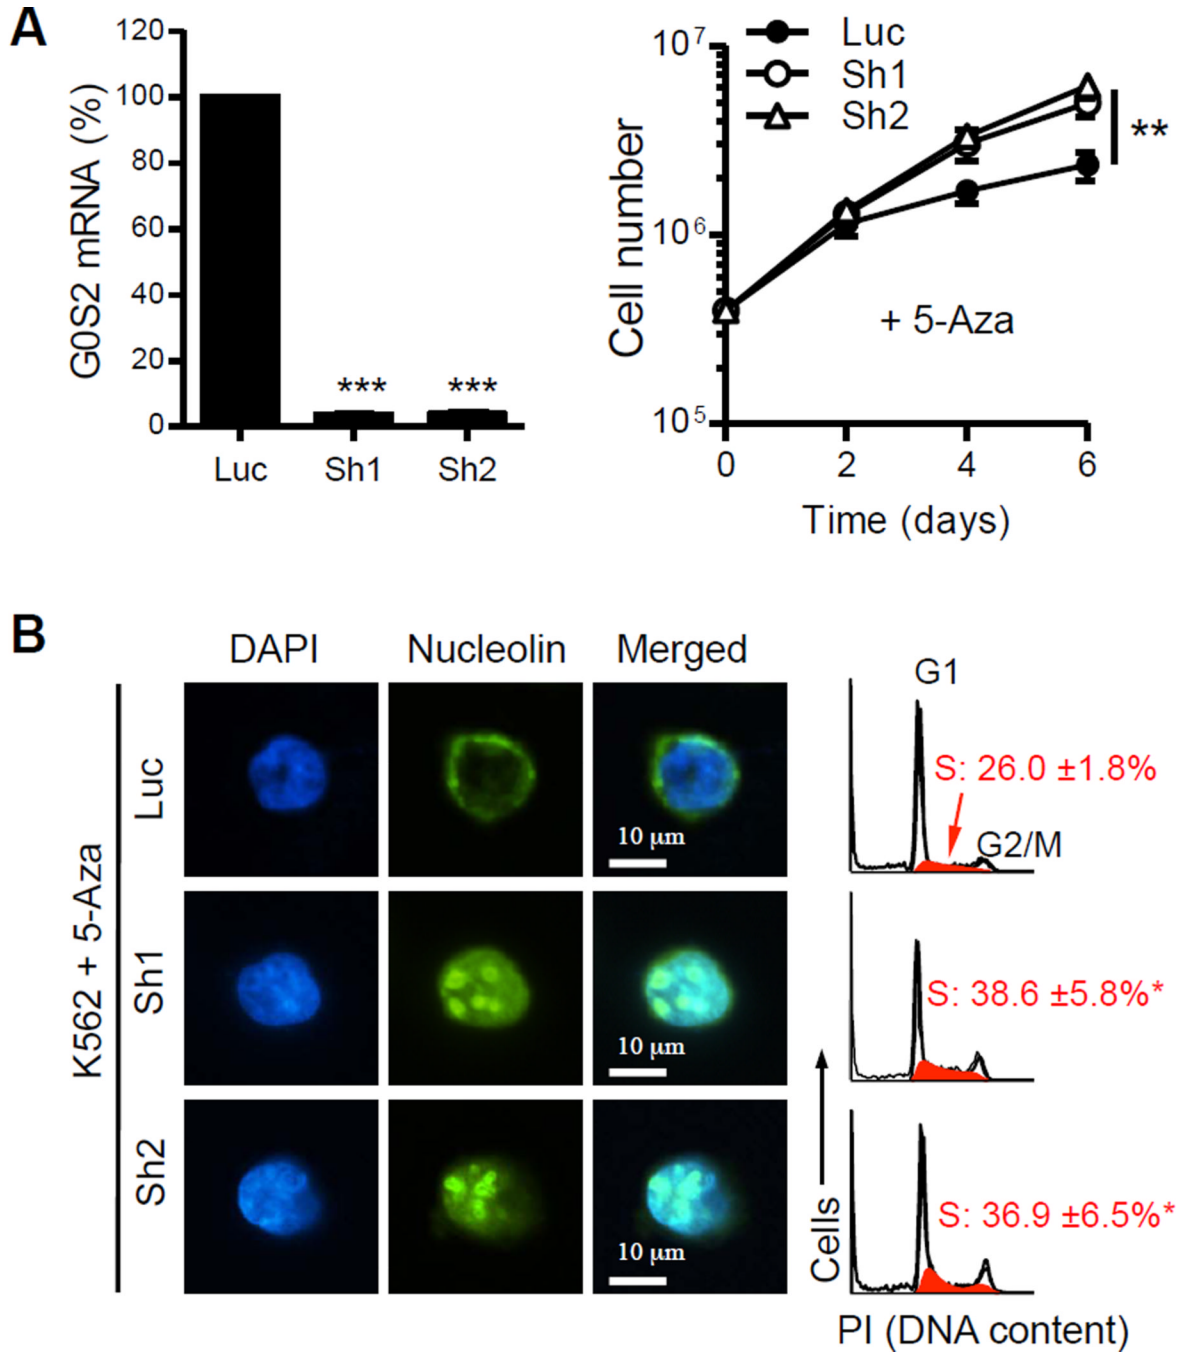 A
120
100
80
60
40
20
0
G0S2 mRNA (%)
***
***
Luc
Sh1
Sh2
Luc
Sh1
Sh2
10⁷
10⁶
10⁵
Cell number
**
+ 5-Aza
0
2
4
6
Time (days)
B
DAPI
Nucleolin
Merged
K562 + 5-Aza
Luc
10 μm
G1
S: 26.0 ±1.8%
G2/M
Sh1
10 μm
S: 38.6 ±5.8%*
Sh2
10 μm
S: 36.9 ±6.5%*
Cells
PI (DNA content)